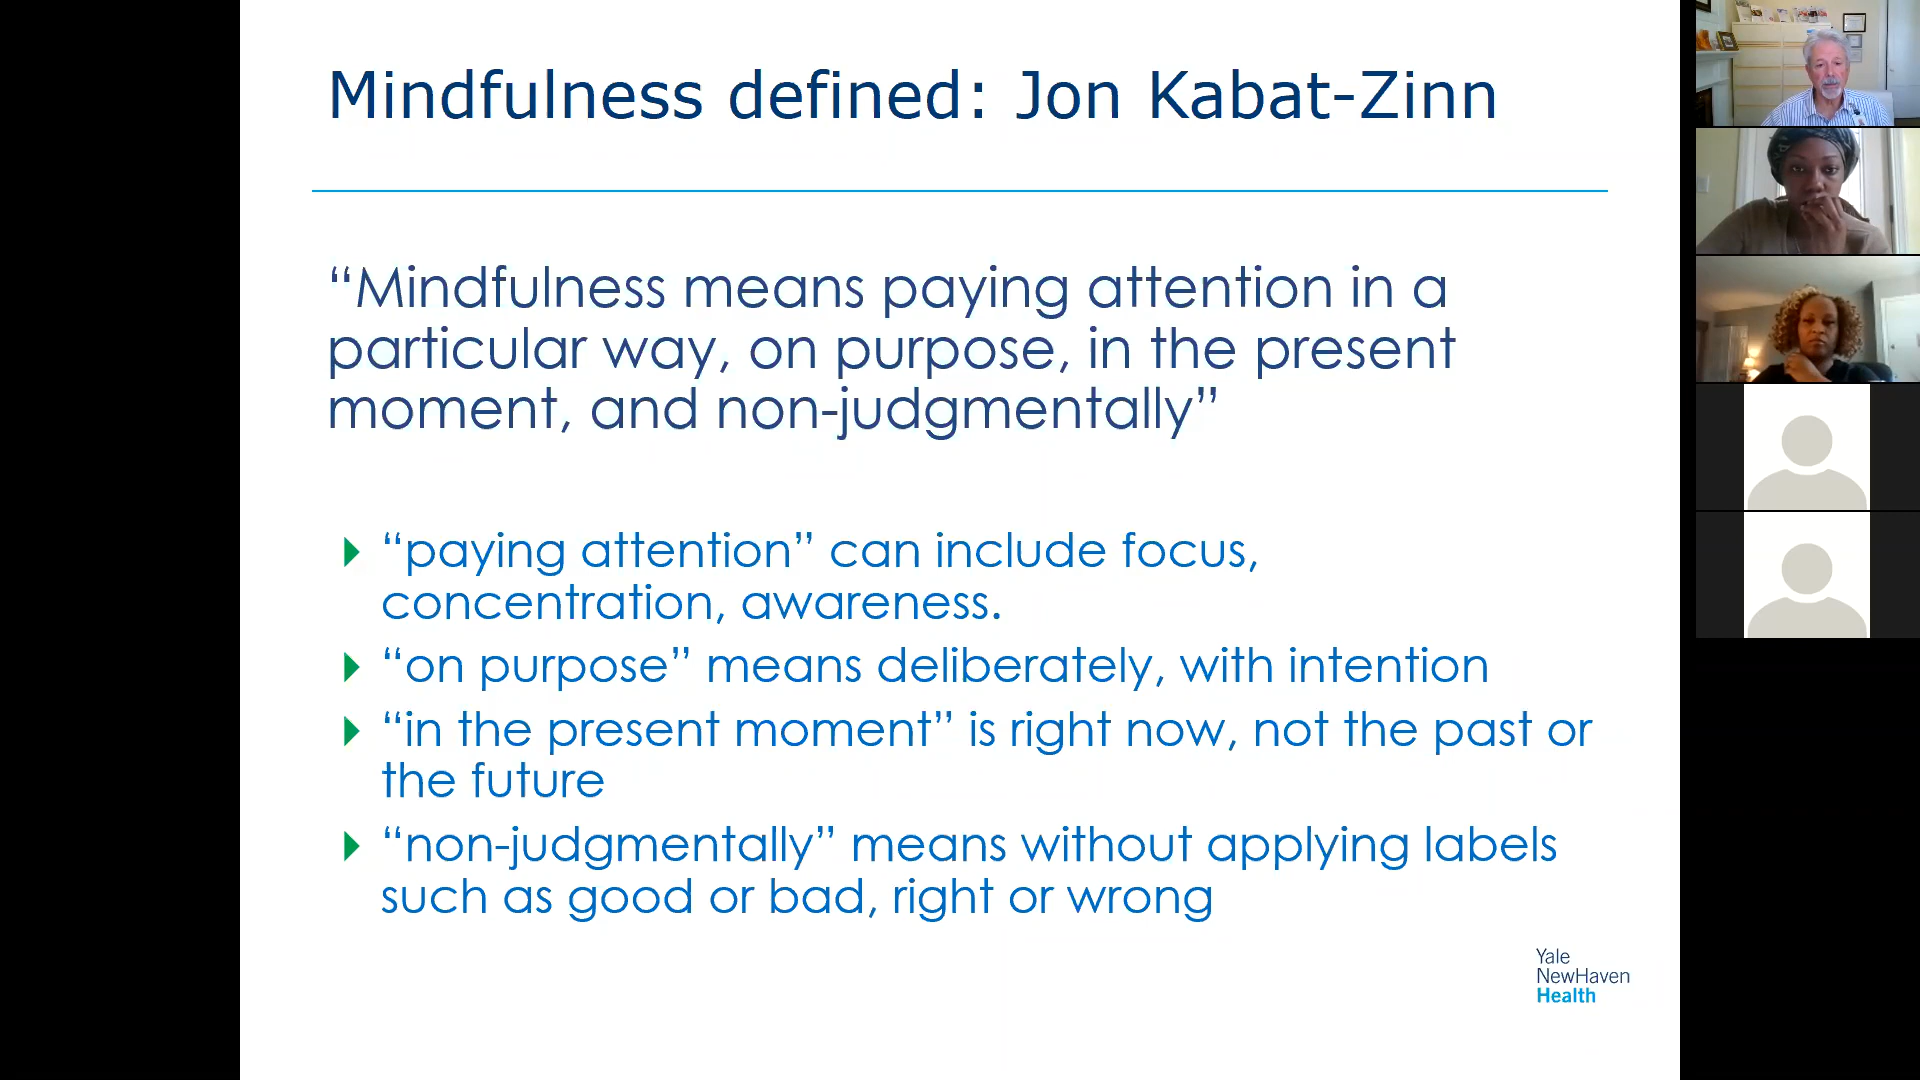 Mindfulness defined: Jon Kabat-Zinn
“Mindfulness means paying attention in a
particular way, on purpose, in the present
moment, and non-judgmentally”
“paying attention” can include focus,
concentration, awareness.
“on purpose” means deliberately, with intention
“in the present moment” is right now, not the past or
the future
“non-judgmentally” means without applying labels
such as good or bad, right or wrong
Yale
NewHaven
Health